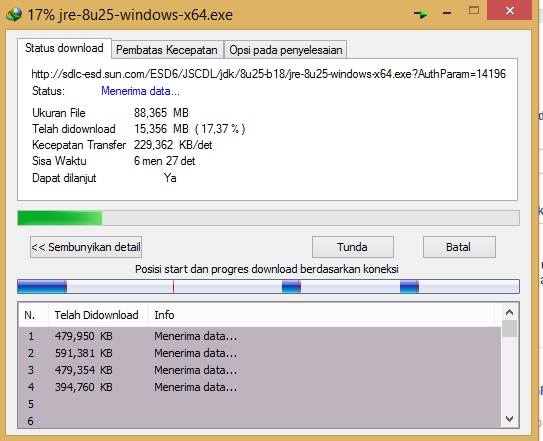 17% jre-8u25-windows-x64.exe
Status download
Pembatas Kecepatan
Opsi pada penyelesaian
http://sdlc-esd.sun.com/ESD6/JSCDL/jdk/8u25-b18/jre-8u25-windows-x64.exe?AuthParam=14196
Status: Menerima data...
Ukuran File 88,365 MB
Telah didownload 15,356 MB ( 17,37 % )
Kecepatan Transfer 229,362 KB/det
Sisa Waktu 6 men 27 det
Dapat dilanjut Ya
<< Sembunyikan detail
Tunda
Batal
Posisi start dan progres download berdasarkan koneksi
N. Telah Didownload Info
1 479,950 KB Menerima data...
2 591,381 KB Menerima data...
3 479,354 KB Menerima data...
4 394,760 KB Menerima data...
5
6